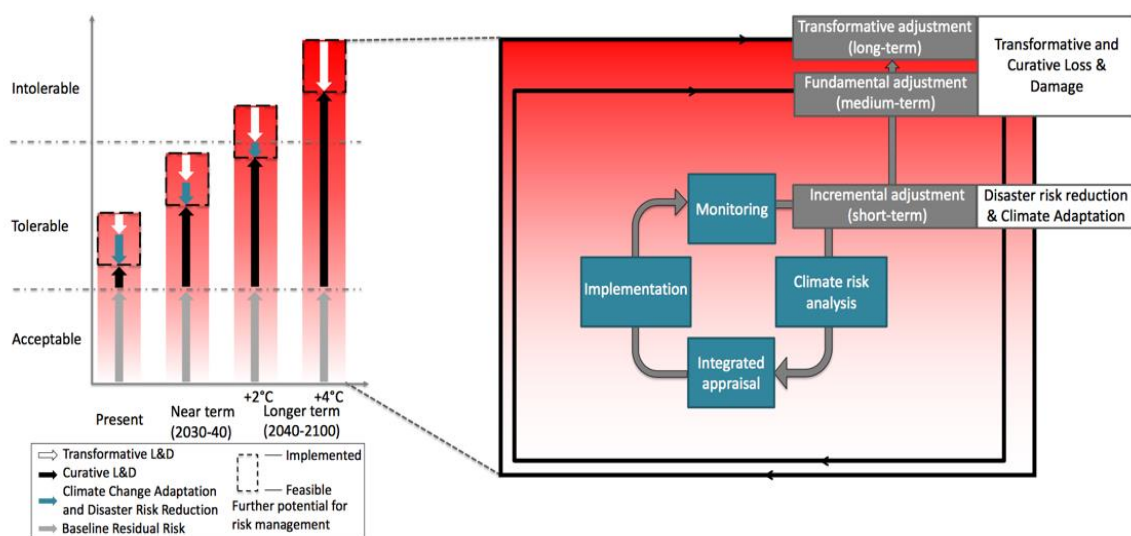 Intolerable
Tolerable
Acceptable
+2°C
+4°C
Present
Near term
(2030-40)
Longer term
(2040-2100)
Transformative L&D
Curative L&D
Climate Change Adaptation
and Disaster Risk Reduction
Baseline Residual Risk
Implemented
Feasible
Further potential for
risk management
Transformative adjustment
(long-term)
Fundamental adjustment
(medium-term)
Transformative and
Curative Loss &
Damage
Incremental adjustment
(short-term)
Disaster risk reduction
& Climate Adaptation
Monitoring
Implementation
Climate risk
analysis
Integrated
appraisal